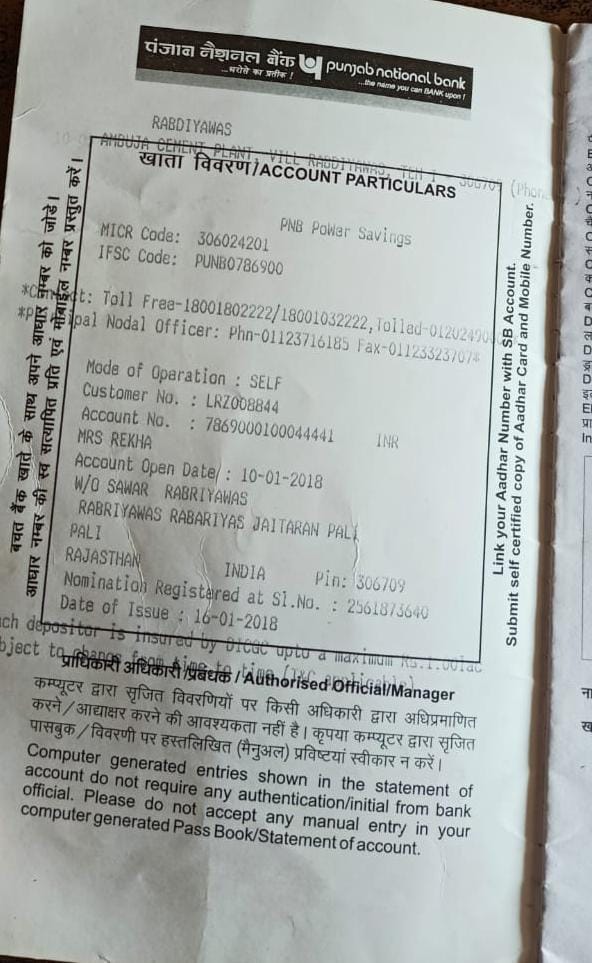 पंजाब नैशनल बैंक punjab national bank
...भरोसे का प्रतीक ! ...the name you can BANK upon !
RABDIYAWAS
AMBUJA CEMENT PLANT, VILL RABDIYAWAS, TEH 306709 (Phon
खाता विवरण/ACCOUNT PARTICULARS
PNB Power Savings
MICR Code: 306024201
IFSC Code: PUNB0786900
Toll Free-18001802222/18001032222,Tolled-0120249
Nodal Officer: Phn-01123716185 Fax-01123323707*
Mode of Operation : SELF
Customer No. : LRZ008844
Account No. : 7869000100044441 INR
MRS REKHA
Account Open Date : 10-01-2018
W/O SAWAR RABRIYAWAS
RABRIYAWAS RABARIYAS JAITARAN PALI
PALI
RAJASTHAN INDIA Pin: 306709
Nomination Registered at Sl.No. : 2561873640
Date of Issue : 16-01-2018
ch depositor is insured by DICGC upto a maximum Rs.1.00lac
bject to change from time to time (T&C applicable)
प्राधिकारी अधिकारी/प्रबंधक / Authorised Official/Manager
कम्प्यूटर द्वारा सृजित विवरणियों पर किसी अधिकारी द्वारा अधिप्रमाणित
करने/आद्याक्षर करने की आवश्यकता नहीं है। कृपया कम्प्यूटर द्वारा सृजित
पासबुक/विवरणी पर हस्तलिखित (मैनुअल) प्रविष्टयां स्वीकार न करें।
Computer generated entries shown in the statement of
account do not require any authentication/initial from bank
official. Please do not accept any manual entry in your
computer generated Pass Book/Statement of account.
बचत बैंक खाते के साथ अपने आधार नम्बर को जोडे।
आधार नम्बर की स्व सत्यापित प्रति एवं मोबाईल नम्बर प्रस्तुत करें।
Link your Aadhar Number with SB Account.
Submit self certified copy of Aadhar Card and Mobile Number.